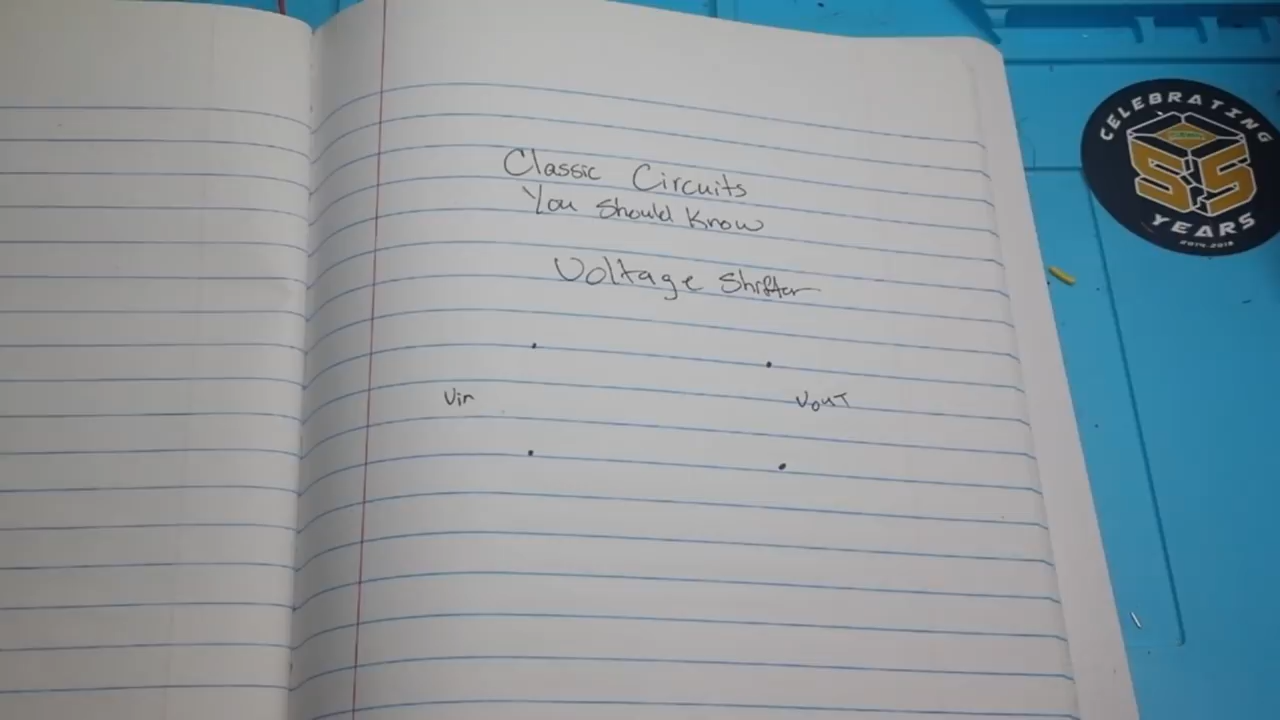 Classic Circuits
You Should Know
Voltage Shifter
Vin
Vout
CELEBRATING
55
YEARS